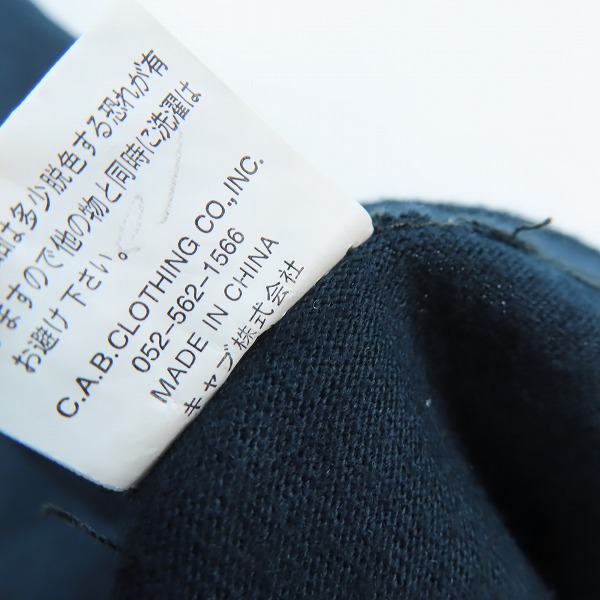 は多少脱色する恐れが有
ますので他の物と同時に洗濯は
お避け下さい。
C.A.B.CLOTHING CO.,INC.
052-562-1566
MADE IN CHINA
キャブ株式会社